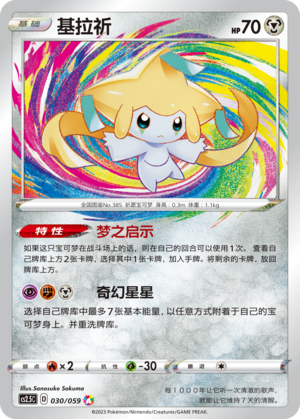 基础 基拉祈 HP70
全国图鉴No.385 祈愿宝可梦 身高：0.3m 体重：1.1kg
特性 梦之启示
如果这只宝可梦在战斗场上的话，则在自己的回合可以使用1次。查看自
己牌库上方2张卡牌，选择其中1张卡牌，加入手牌。将剩余的卡牌，放回
牌库上方。
奇幻星星
选择自己牌库中最多7张基本能量，以任意方式附着于自己的宝
可梦身上。并重洗牌库。
弱点 ×2 抵抗力 -30 撤退
Illus.Sanosuke Sakuma
CS2.5C D 030/059
每1000年让它听一次清澈的歌声，
就能让它维持7天的清醒。
©2023 Pokémon/Nintendo/Creatures/GAME FREAK.